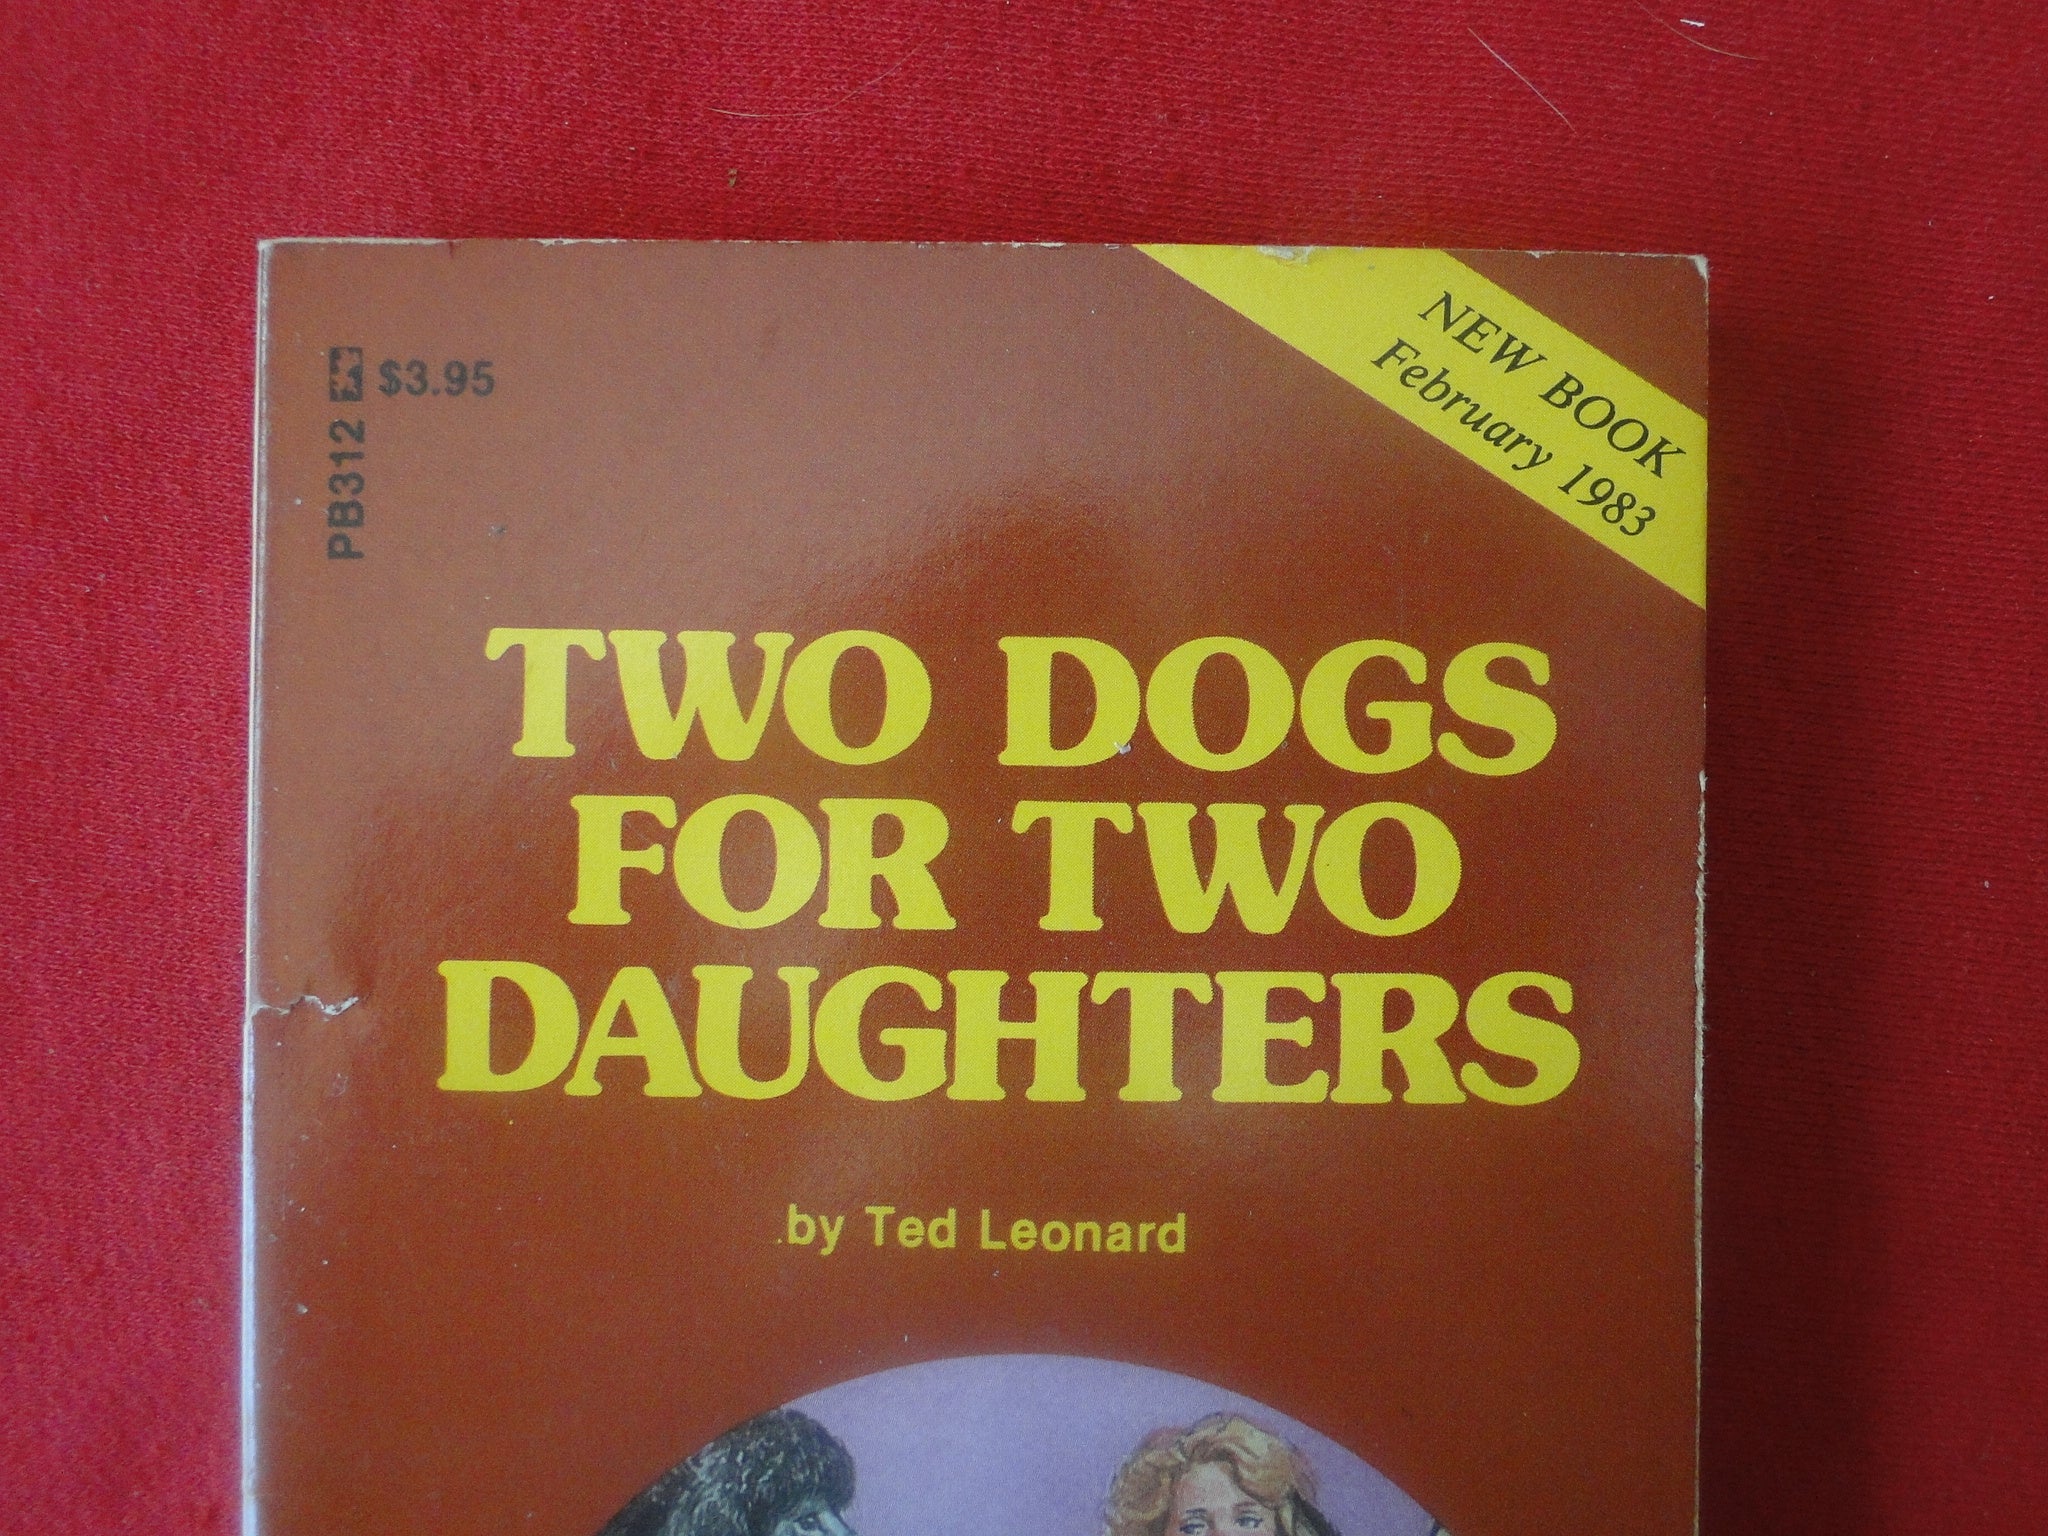 NEW BOOK
February 1983
$3.95
PB312
TWO DOGS
FOR TWO
DAUGHTERS
by Ted Leonard